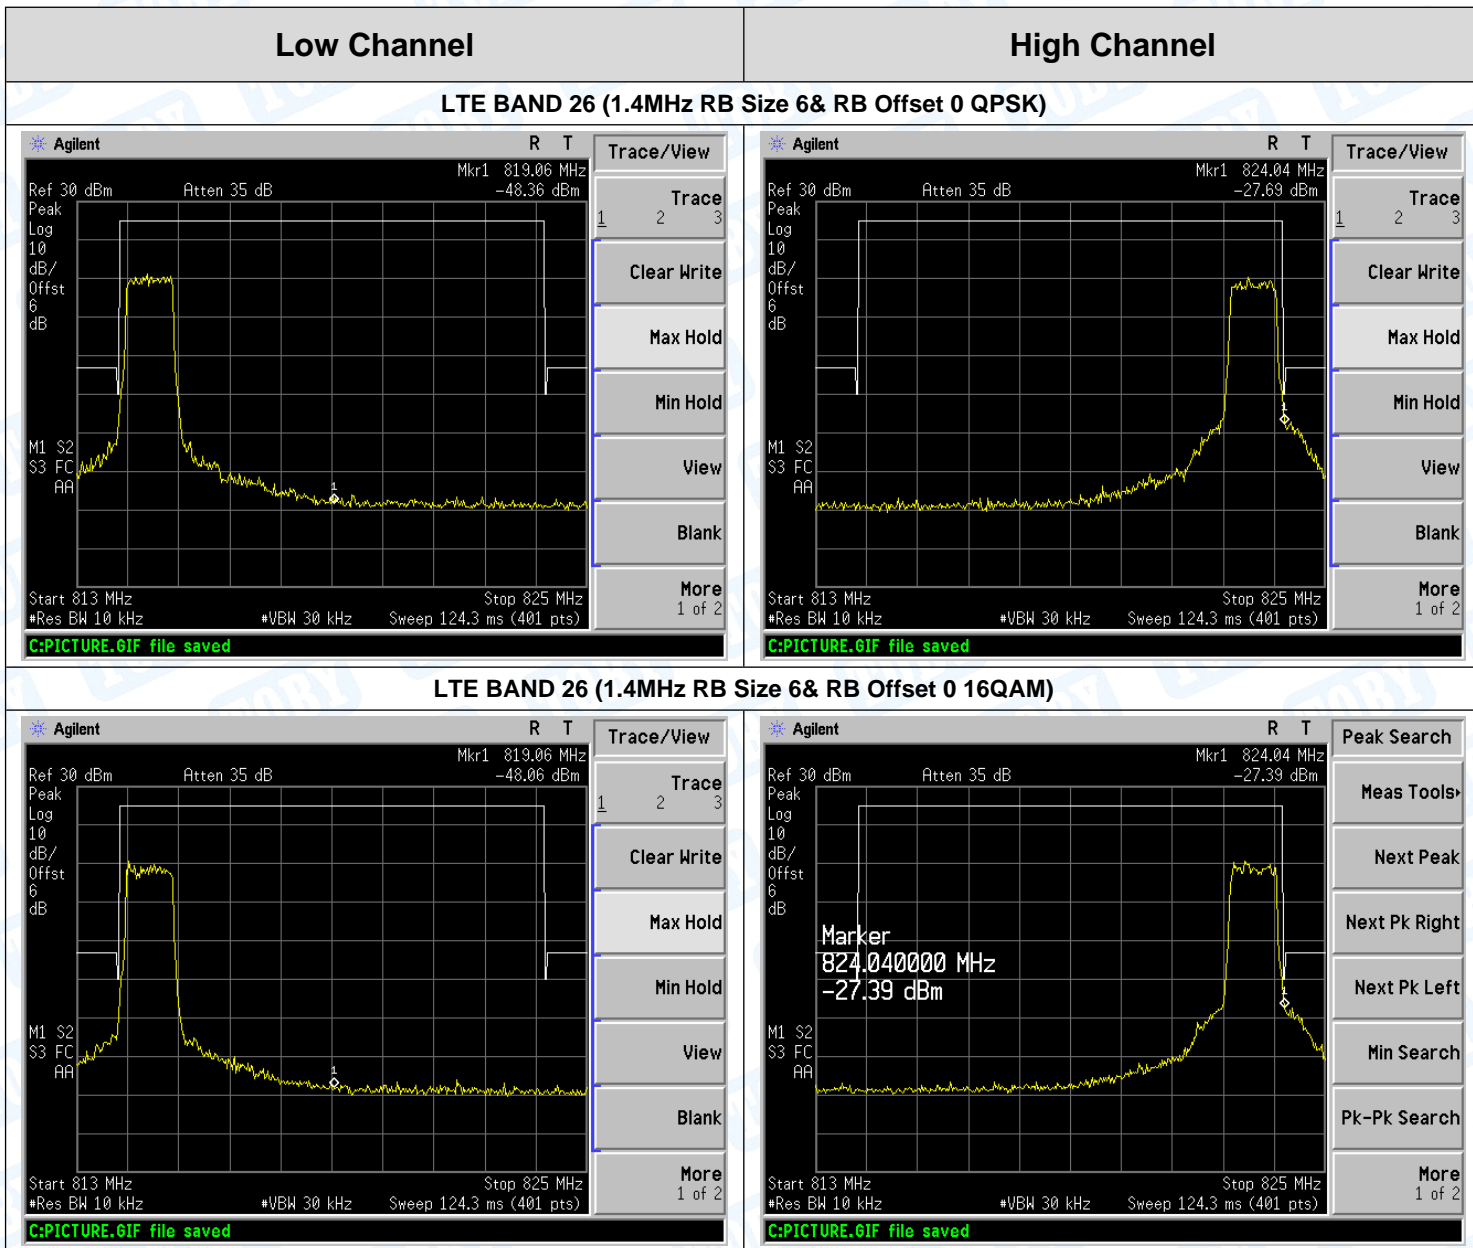 Low Channel
High Channel
LTE BAND 26 (1.4MHz RB Size 6& RB Offset 0 QPSK)
Agilent R T Trace/View
Mkr1 819.06 MHz
Ref 30 dBm Atten 35 dB -48.36 dBm
Peak
Log
10
dB/
Offst
6
dB
M1 S2
S3 FC
AA
1
Start 813 MHz Stop 825 MHz
#Res BW 10 kHz #VBW 30 kHz Sweep 124.3 ms (401 pts)
C:PICTURE.GIF file saved
Trace
1 2 3
Clear Write
Max Hold
Min Hold
View
Blank
More
1 of 2
Agilent R T Trace/View
Mkr1 824.04 MHz
Ref 30 dBm Atten 35 dB -27.69 dBm
Peak
Log
10
dB/
Offst
6
dB
M1 S2
S3 FC
AA
1
Start 813 MHz Stop 825 MHz
#Res BW 10 kHz #VBW 30 kHz Sweep 124.3 ms (401 pts)
C:PICTURE.GIF file saved
Trace
1 2 3
Clear Write
Max Hold
Min Hold
View
Blank
More
1 of 2
LTE BAND 26 (1.4MHz RB Size 6& RB Offset 0 16QAM)
Agilent R T Trace/View
Mkr1 819.06 MHz
Ref 30 dBm Atten 35 dB -48.06 dBm
Peak
Log
10
dB/
Offst
6
dB
M1 S2
S3 FC
AA
1
Start 813 MHz Stop 825 MHz
#Res BW 10 kHz #VBW 30 kHz Sweep 124.3 ms (401 pts)
C:PICTURE.GIF file saved
Trace
1 2 3
Clear Write
Max Hold
Min Hold
View
Blank
More
1 of 2
Agilent R T Peak Search
Mkr1 824.04 MHz
Ref 30 dBm Atten 35 dB -27.39 dBm
Peak
Log
10
dB/
Offst
6
dB
Marker
824.040000 MHz
-27.39 dBm
M1 S2
S3 FC
AA
1
Start 813 MHz Stop 825 MHz
#Res BW 10 kHz #VBW 30 kHz Sweep 124.3 ms (401 pts)
C:PICTURE.GIF file saved
Meas Tools
Next Peak
Next Pk Right
Next Pk Left
Min Search
Pk-Pk Search
More
1 of 2
TOBY